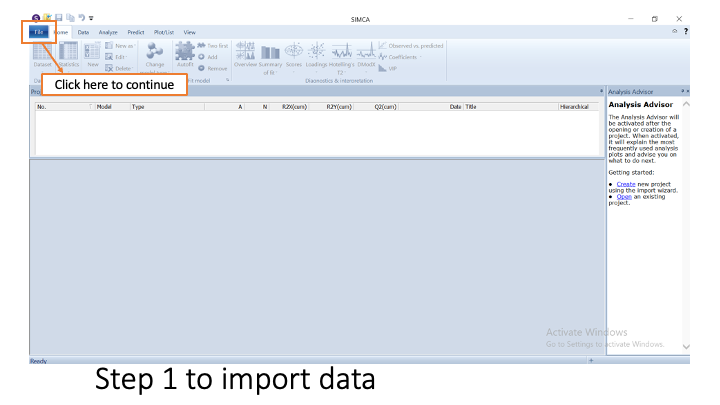 SIMCA
File Home Data Analyze Predict Plot/List View
New as
Edit
Delete
Dataset Statistics New Change Autofit
Two first
Add
Remove
Overview Summary of fit Scores Loadings Hotelling's T2 DModX
Observed vs. predicted
Coefficients
VIP
Fit model Diagnostics & interpretation
Click here to continue
No. Model Type A N R2X(cum) R2Y(cum) Q2(cum) Date Title Hierarchical
Analysis Advisor
Analysis Advisor
The Analysis Advisor will
be activated after the
opening or creation of a
project. When activated,
it will explain the most
frequently used analysis
plots and advise you on
what to do next.
Getting started:
• Create new project
using the import wizard.
• Open an existing
project.
Activate Windows
Go to Settings to activate Windows.
Ready
Step 1 to import data